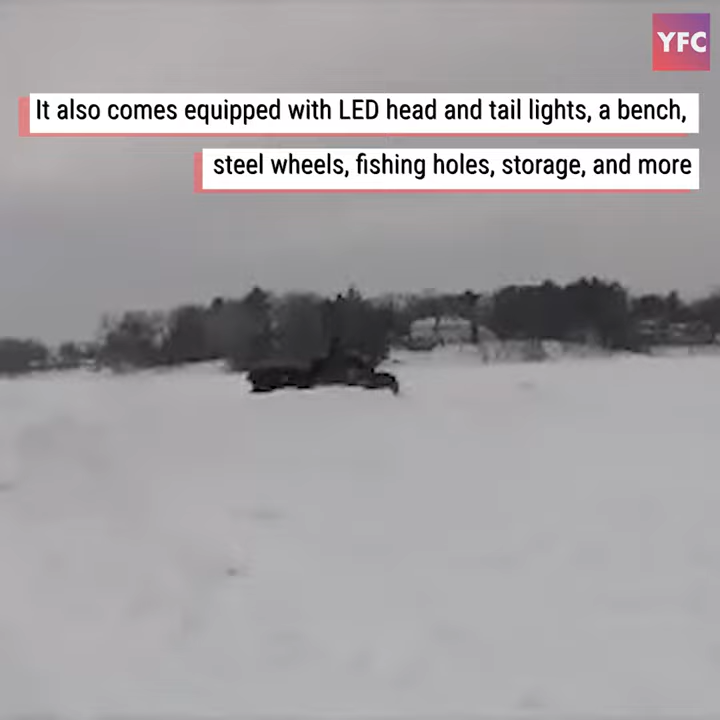 YFC
It also comes equipped with LED head and tail lights, a bench,
steel wheels, fishing holes, storage, and more